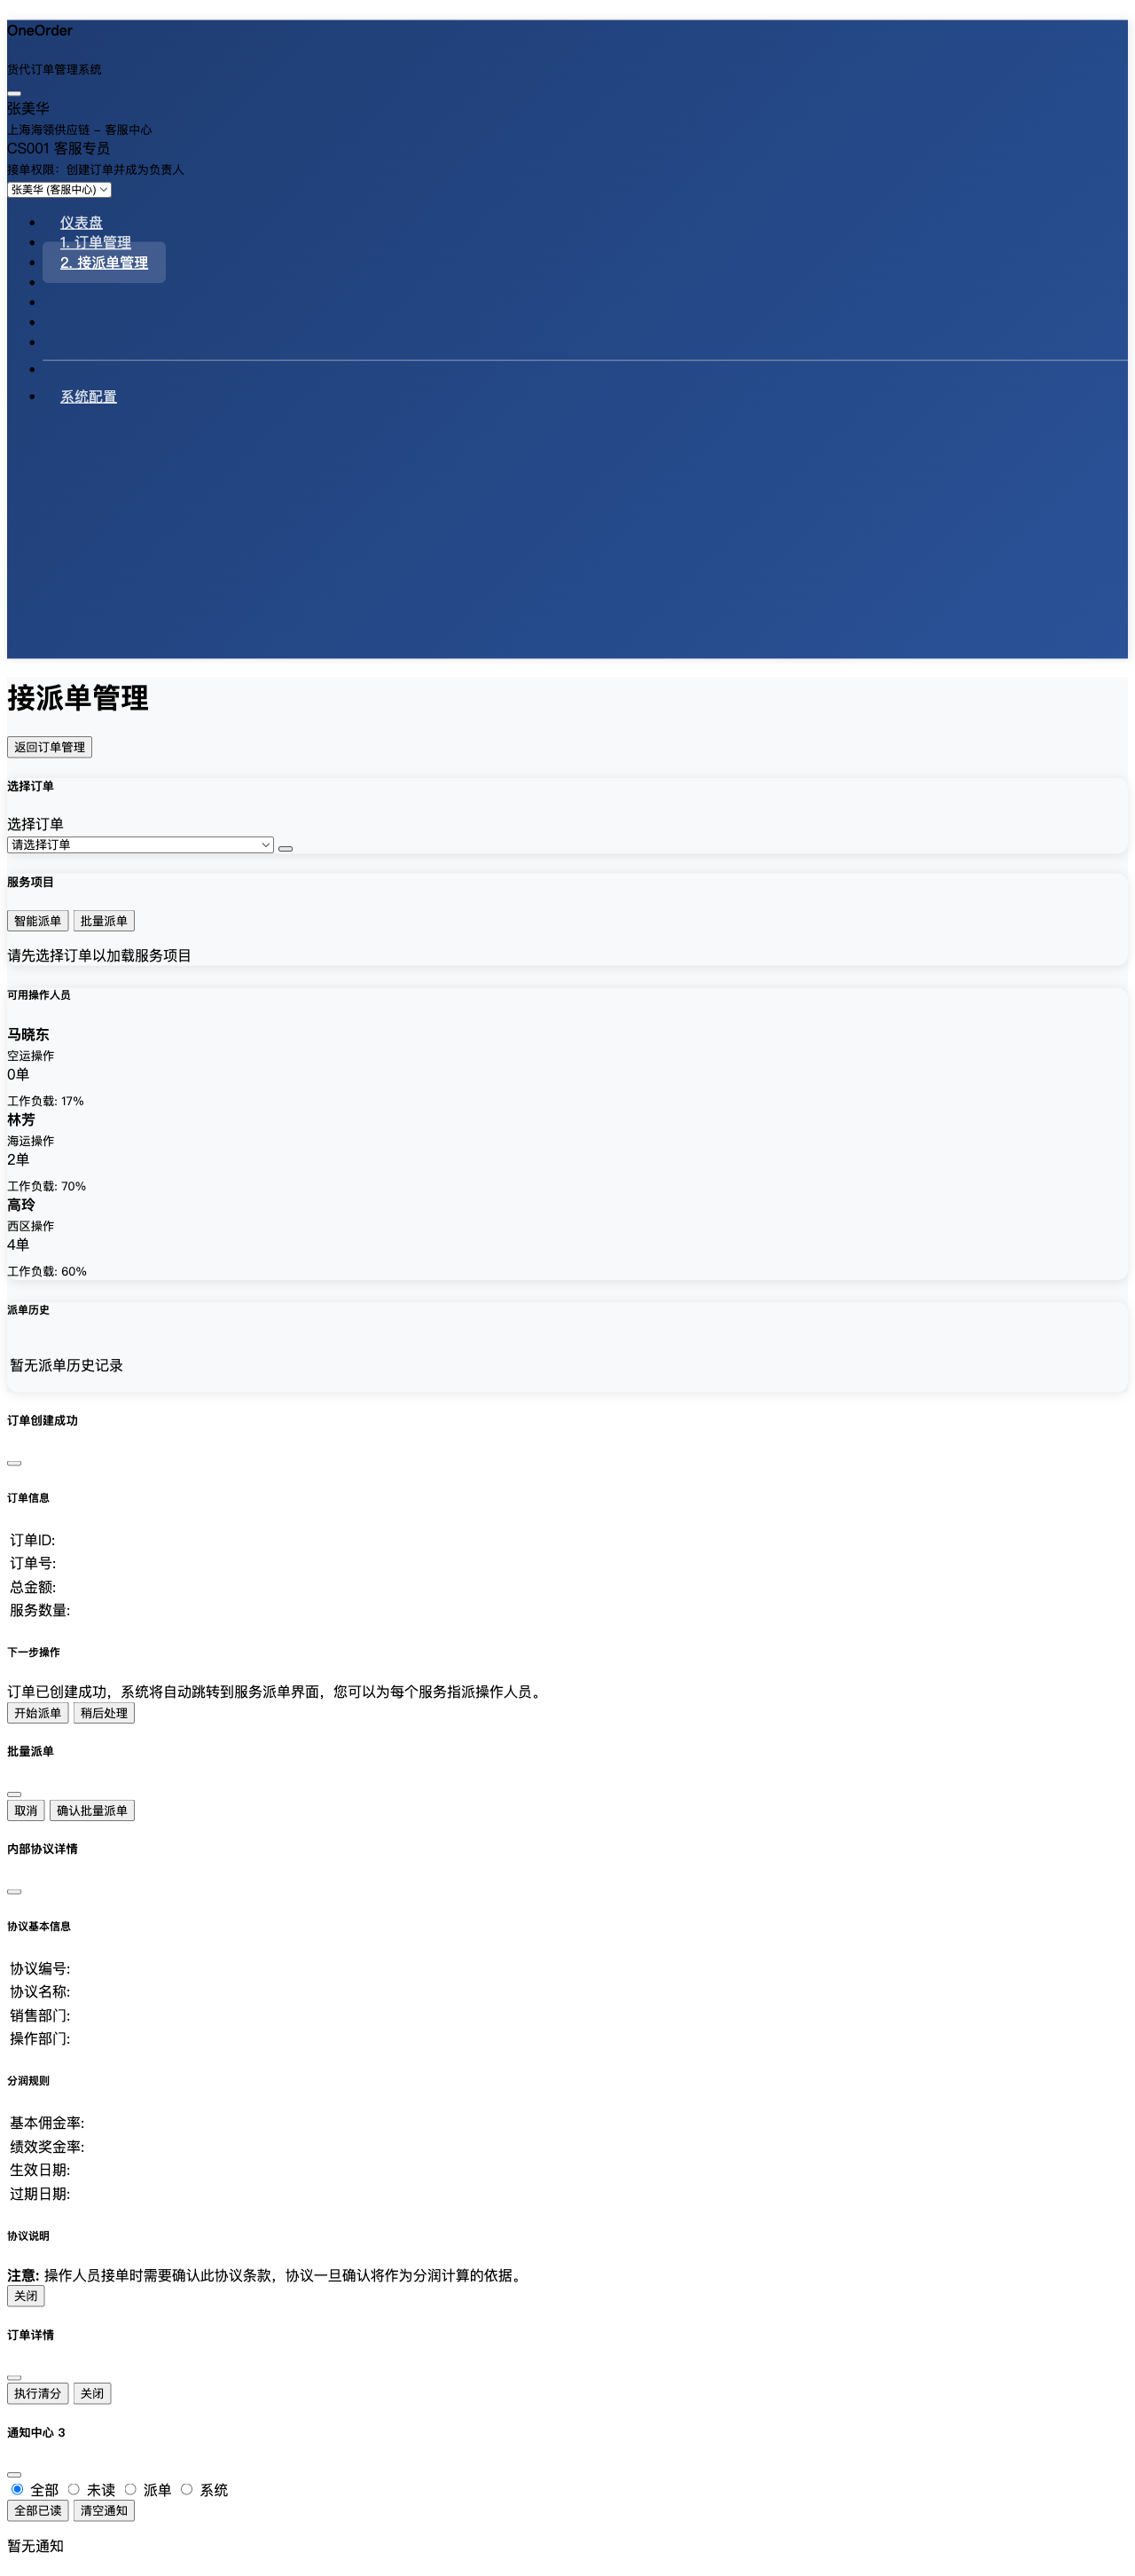 OneOrder
货代订单管理系统
张美华
上海海领供应链 - 客服中心
CS001 客服专员
接单权限：创建订单并成为负责人
张美华 (客服中心)
仪表盘
1. 订单管理
2. 接派单管理
系统配置
接派单管理
返回订单管理
选择订单
选择订单
请选择订单
服务项目
智能派单 批量派单
请先选择订单以加载服务项目
可用操作人员
马晓东
空运操作
0单
工作负载: 17%
林芳
海运操作
2单
工作负载: 70%
高玲
西区操作
4单
工作负载: 60%
派单历史
暂无派单历史记录
订单创建成功
订单信息
订单ID:
订单号:
总金额:
服务数量:
下一步操作
订单已创建成功，系统将自动跳转到服务派单界面，您可以为每个服务指派操作人员。
开始派单 稍后处理
批量派单
取消 确认批量派单
内部协议详情
协议基本信息
协议编号:
协议名称:
销售部门:
操作部门:
分润规则
基本佣金率:
绩效奖金率:
生效日期:
过期日期:
协议说明
注意: 操作人员接单时需要确认此协议条款，协议一旦确认将作为分润计算的依据。
关闭
订单详情
执行清分 关闭
通知中心 3
全部 未读 派单 系统
全部已读 清空通知
暂无通知